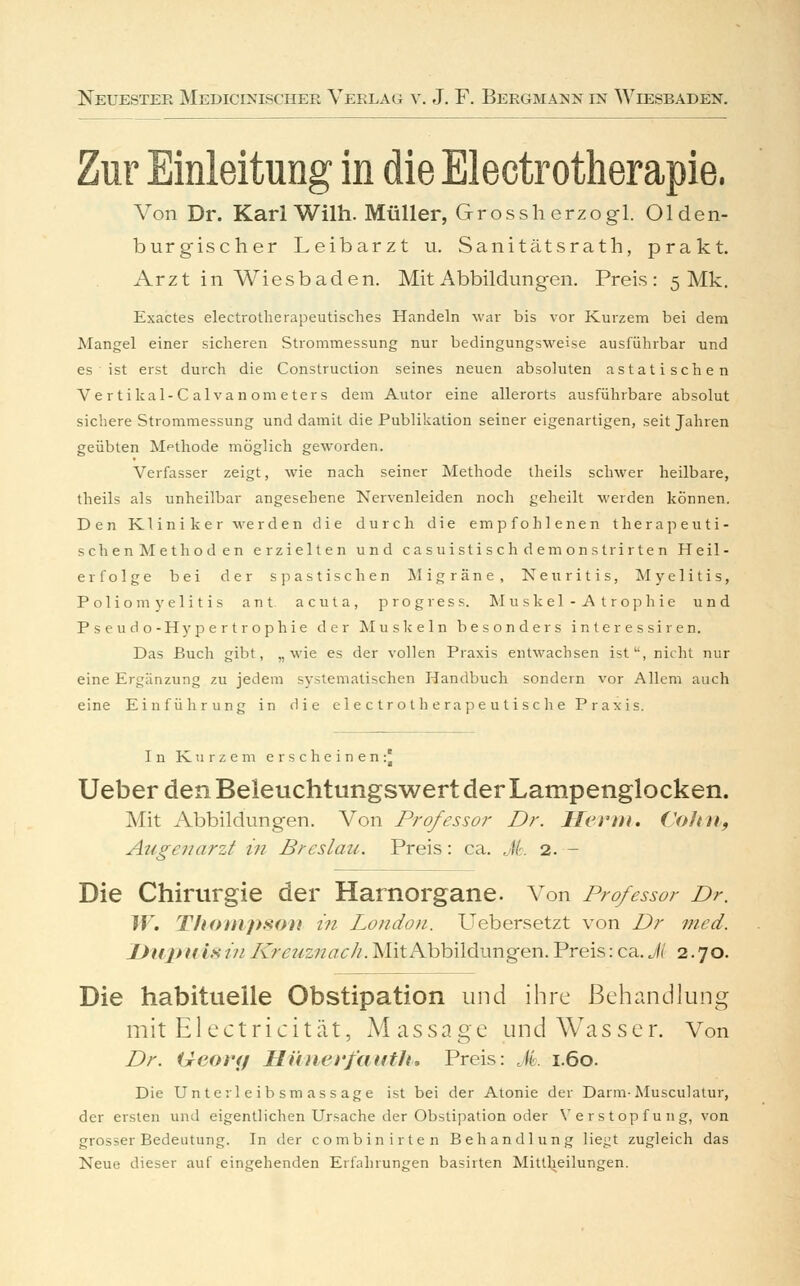 Neuester Medicinischer Verlag v. J. F. Bergmann in Wiesbaden.
Zur Einleitung in die Electrotherapie.
Von Dr. Karl Wilh. Müller, Grossherzogl. Olden-
burgischer Leibarzt u. Sanitätsrath, prakt.
Arzt in Wiesbaden. Mit Abbildungen. Preis: 5 Mk.
Exactes electrotherapeutisches Handeln war bis vor Kurzem bei dem
Mangel einer sicheren Strommessung nur bedingungsweise ausführbar und
es ist erst durch die Construction seines neuen absoluten astatischen
Vertikal-Calvanometers dem Autor eine allerorts ausführbare absolut
sichere Strommessung und damit die Publikation seiner eigenartigen, seit Jahren
geübten Methode möglich geworden.
Verfasser zeigt, wie nach seiner Methode theils schwer heilbare,
theils als unheilbar angesehene Nervenleiden noch geheilt werden können.
Den Kliniker werden die durch die empfohlenen therapeuti-
schen Methoden erzielten und casuistisch demonstrirten Heil-
erfolge bei der spastischen Migräne, Neuritis, Myelitis,
Poliomyelitis ant. acuta, progress. Muskel-Atrophie und
Pseudo-Hypertrophie der Muskeln besonders interessiren.
Das Buch gibt, „wie es der vollen Praxis entwachsen ist“, nicht nur
eine Ergänzung zu jedem systematischen Handbuch sondern vor Allem auch
eine Einführung in die electrotherapeutische Praxis.
In Kurzem erscheinen:
Ueber den Beleuchtungswert der Lampenglocken.
Mit Abbildungen. Von Professor Dr. Herm. Cohn,
Augenarzt in Breslau. Preis: ca. ℳ. 2. –
Die Chirurgie der Harnorgane. Von Professor Dr.
W. Thompson in London. Uebersetzt von Dr med.
Dupuis in Kreuznach. Mit Abbildungen. Preis: ca. ℳ 2.70.
Die habituelle Obstipation und ihre Behandlung
mit Electricität, Massage und Wasser. Von
Dr. Georg Hünerfauth. Preis: ℳ. 1.60.
Die Unterleibsmassage ist bei der Atonie der Darm-Musculatur,
der ersten und eigentlichen Ursache der Obstipation oder Verstopfung, von
grosser Bedeutung. In der combinirten Behandlung liegt zugleich das
Neue dieser auf eingehenden Erfahrungen basirten Mittheilungen.